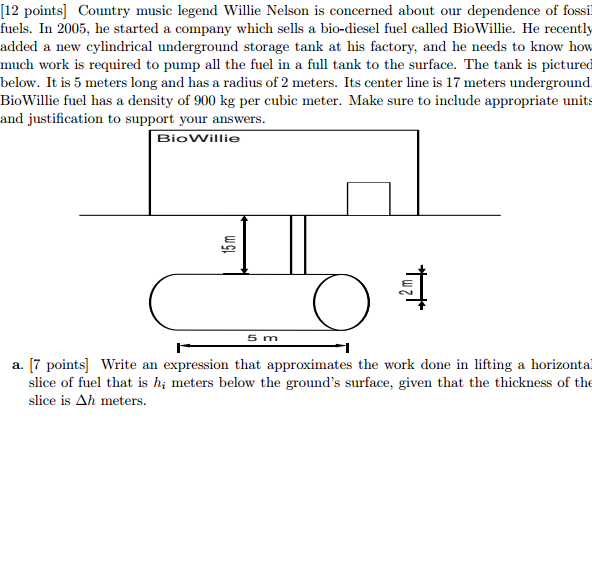 [12 points] Country music legend Willie Nelson is concerned about our dependence of fossil
fuels. In 2005, he started a company which sells a bio-diesel fuel called BioWillie. He recently
added a new cylindrical underground storage tank at his factory, and he needs to know how
much work is required to pump all the fuel in a full tank to the surface. The tank is pictured
below. It is 5 meters long and has a radius of 2 meters. Its center line is 17 meters underground.
BioWillie fuel has a density of 900 kg per cubic meter. Make sure to include appropriate units
and justification to support your answers.
BioWillie
15 m
2 m
5 m
a. [7 points] Write an expression that approximates the work done in lifting a horizontal
slice of fuel that is hᵢ meters below the ground's surface, given that the thickness of the
slice is Δh meters.